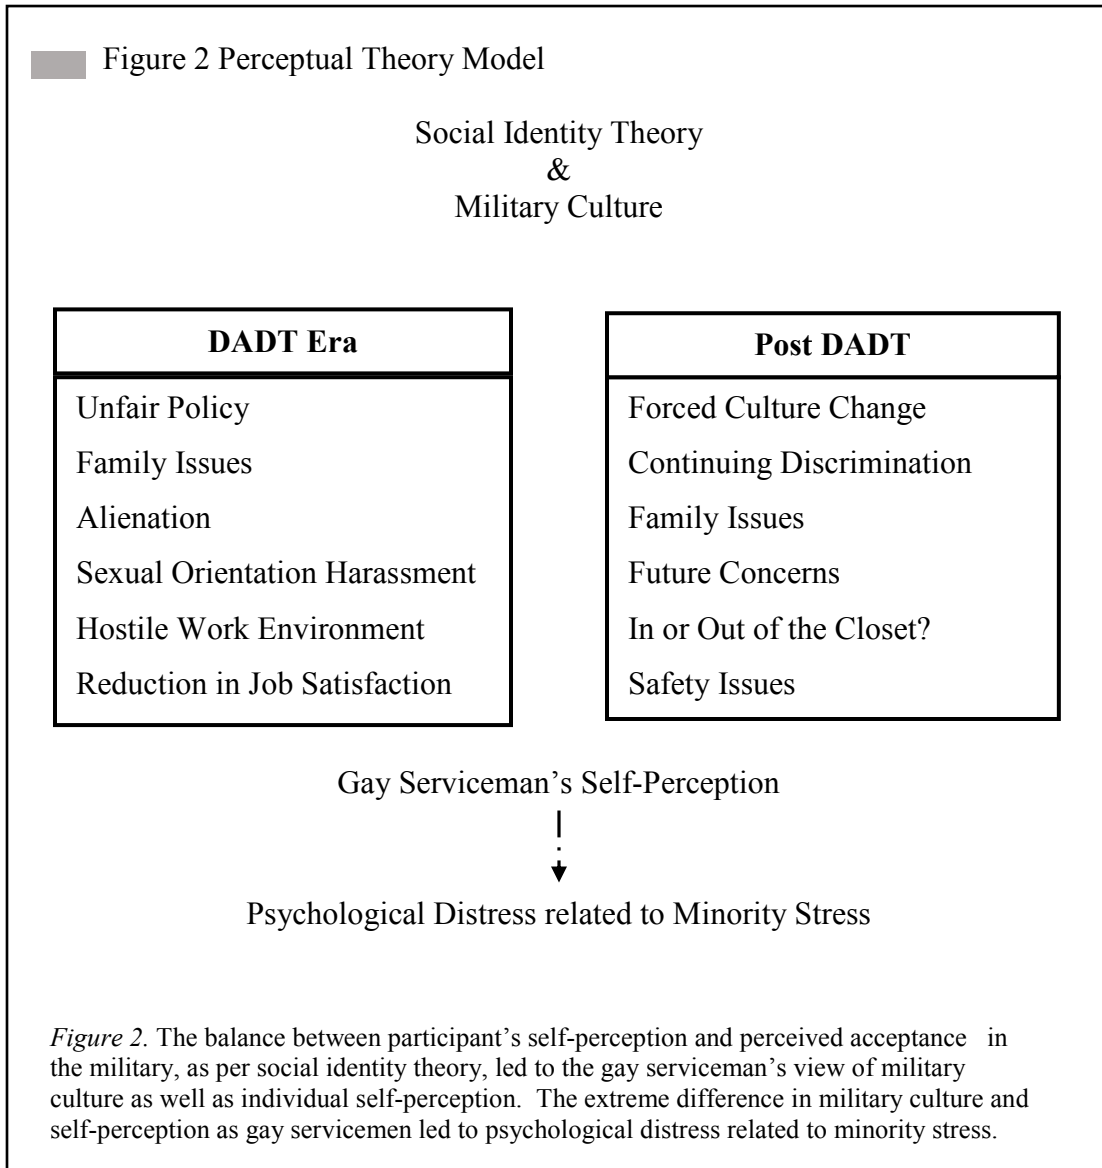 Figure 2 Perceptual Theory Model
Social Identity Theory
&
Military Culture
DADT Era
Unfair Policy
Family Issues
Alienation
Sexual Orientation Harassment
Hostile Work Environment
Reduction in Job Satisfaction
Post DADT
Forced Culture Change
Continuing Discrimination
Family Issues
Future Concerns
In or Out of the Closet?
Safety Issues
Gay Serviceman’s Self-Perception
Psychological Distress related to Minority Stress
Figure 2. The balance between participant’s self-perception and perceived acceptance in
the military, as per social identity theory, led to the gay serviceman’s view of military
culture as well as individual self-perception. The extreme difference in military culture and
self-perception as gay servicemen led to psychological distress related to minority stress.